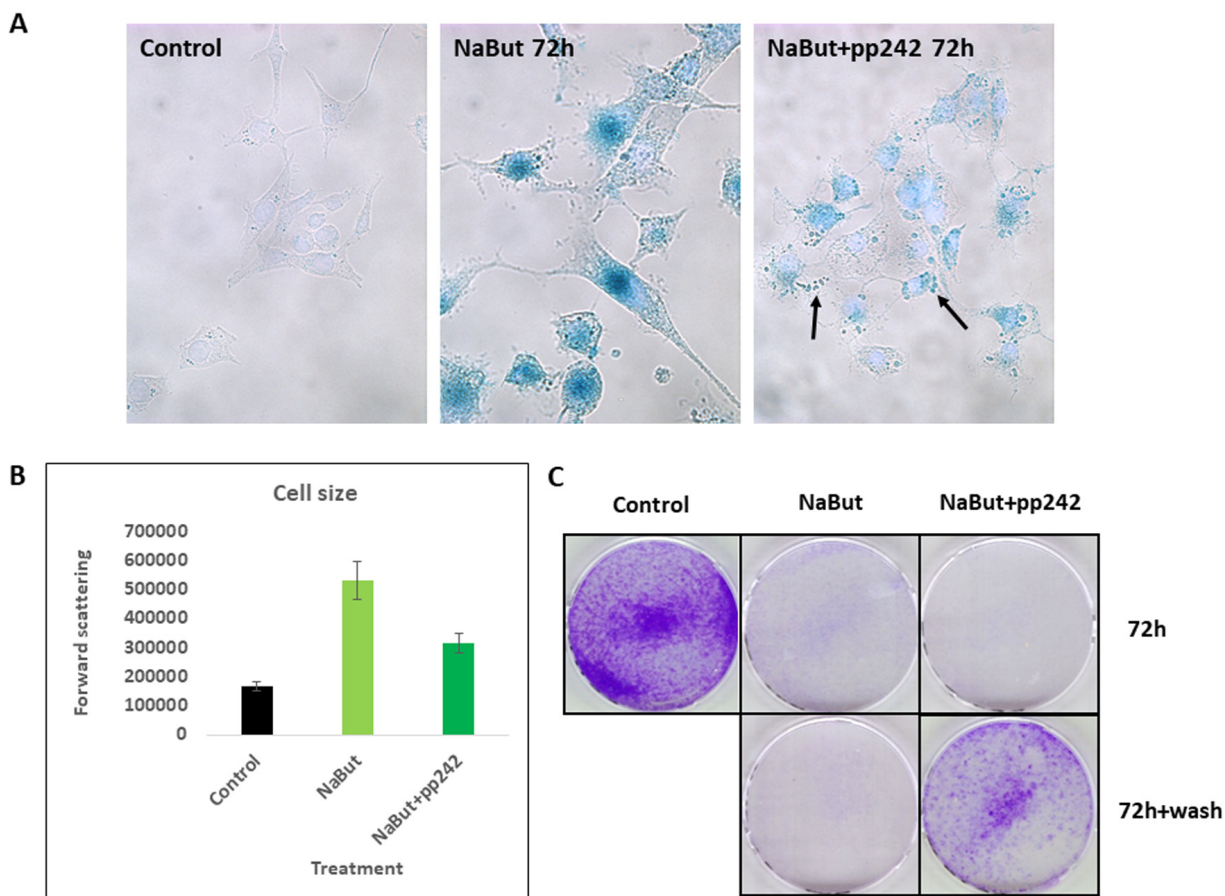 A
Control
NaBut 72h
NaBut+pp242 72h
B
Cell size
Forward scattering
700000
600000
500000
400000
300000
200000
100000
0
Control
NaBut
NaBut+pp242
Treatment
C
Control
NaBut
NaBut+pp242
72h
72h+wash